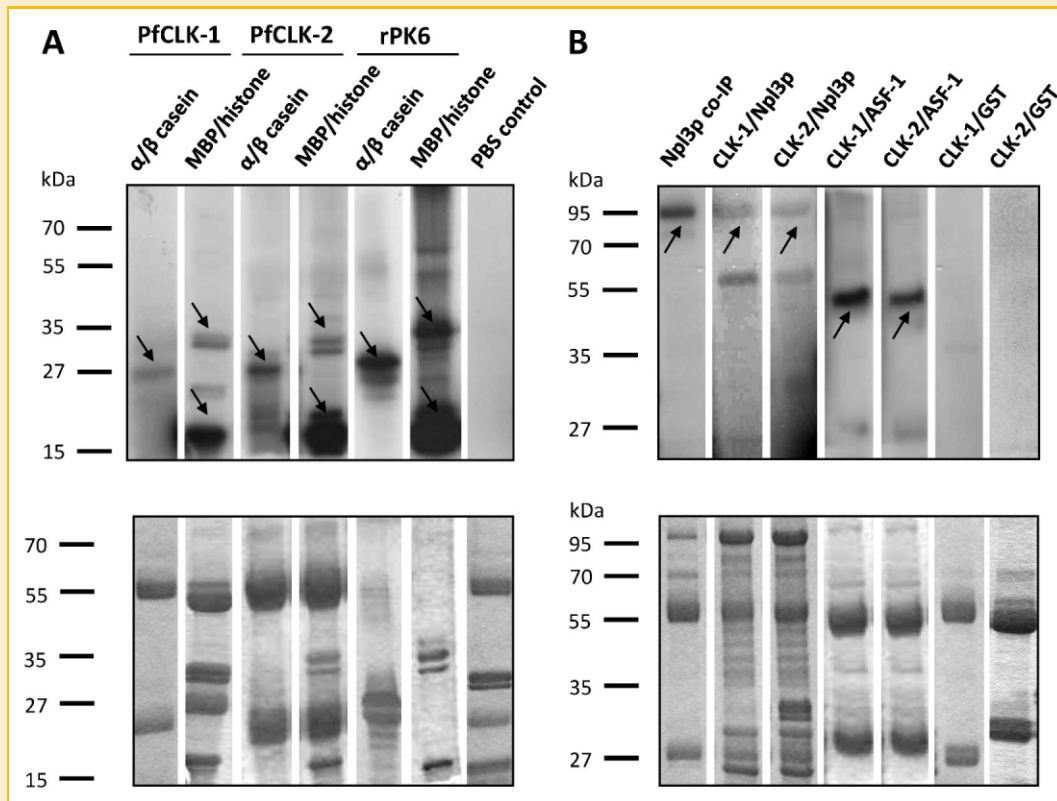 A
PfCLK-1
PfCLK-2
rPK6
α/β casein
MBP/histone
α/β casein
MBP/histone
α/β casein
MBP/histone
PBS control
kDa
70
55
35
27
15
70
55
35
27
15
B
Npl3p co-IP
CLK-1/Npl3p
CLK-2/Npl3p
CLK-1/ASF-1
CLK-2/ASF-1
CLK-1/GST
CLK-2/GST
kDa
95
70
55
35
27
kDa
95
70
55
35
27